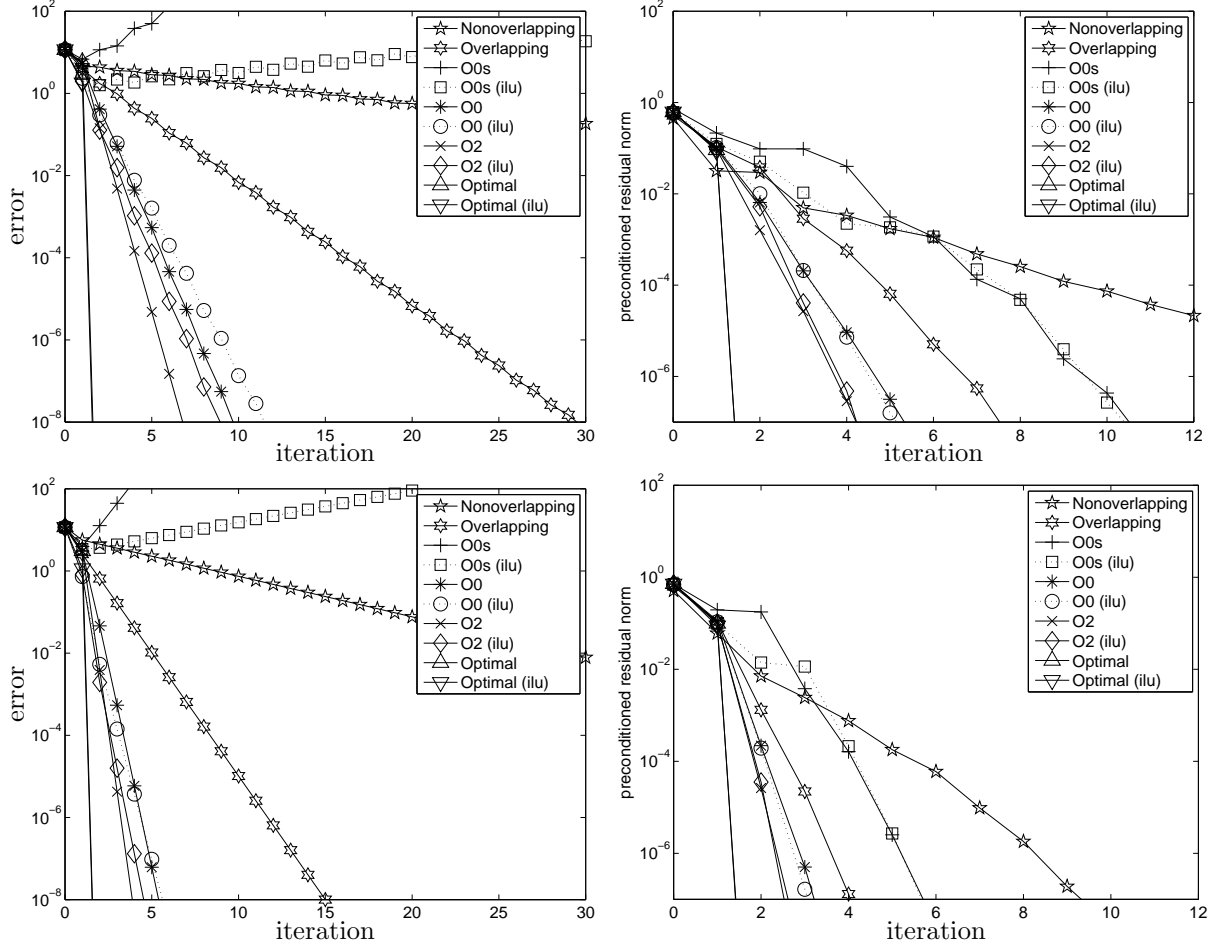 10^2
10^0
10^-2
10^-4
10^-6
10^-8
error
0 5 10 15 20 25 30
iteration
Nonoverlapping
Overlapping
O0s
O0s (ilu)
O0
O0 (ilu)
O2
O2 (ilu)
Optimal
Optimal (ilu)
10^2
10^0
10^-2
10^-4
10^-6
preconditioned residual norm
0 2 4 6 8 10 12
iteration
Nonoverlapping
Overlapping
O0s
O0s (ilu)
O0
O0 (ilu)
O2
O2 (ilu)
Optimal
Optimal (ilu)
10^2
10^0
10^-2
10^-4
10^-6
10^-8
error
0 5 10 15 20 25 30
iteration
Nonoverlapping
Overlapping
O0s
O0s (ilu)
O0
O0 (ilu)
O2
O2 (ilu)
Optimal
Optimal (ilu)
10^2
10^0
10^-2
10^-4
10^-6
preconditioned residual norm
0 2 4 6 8 10 12
iteration
Nonoverlapping
Overlapping
O0s
O0s (ilu)
O0
O0 (ilu)
O2
O2 (ilu)
Optimal
Optimal (ilu)